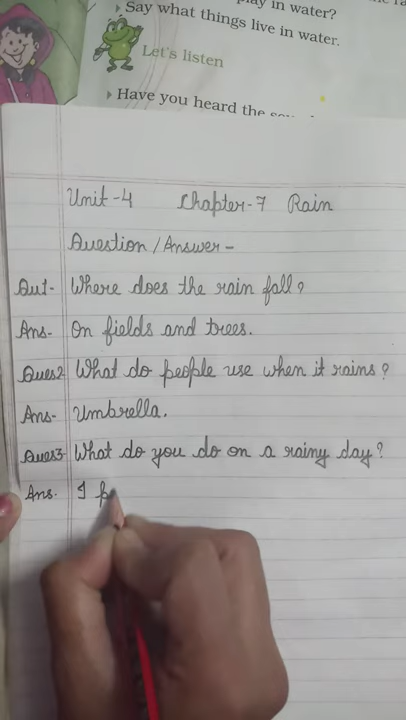 play in water?
Say what things live in water.
Let's listen
Have you heard the
Unit-4 Chapter-7 Rain
Question/Answer-
Qu1- Where does the rain fall?
Ans- On fields and trees.
Ques2 What do people use when it rains?
Ans- Umbrella.
Ques3- What do you do on a rainy day?
Ans. I p